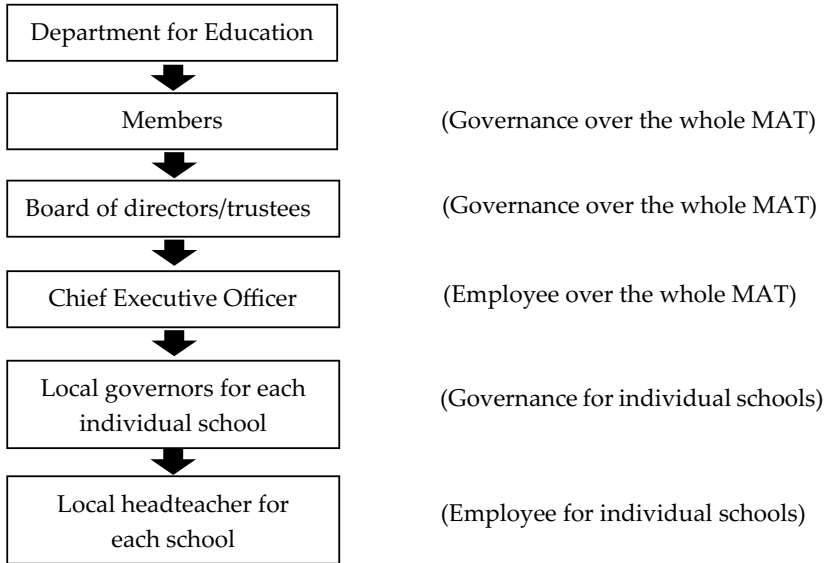 Department for Education
Members
(Governance over the whole MAT)
Board of directors/trustees
(Governance over the whole MAT)
Chief Executive Officer
(Employee over the whole MAT)
Local governors for each
individual school
(Governance for individual schools)
Local headteacher for
each school
(Employee for individual schools)